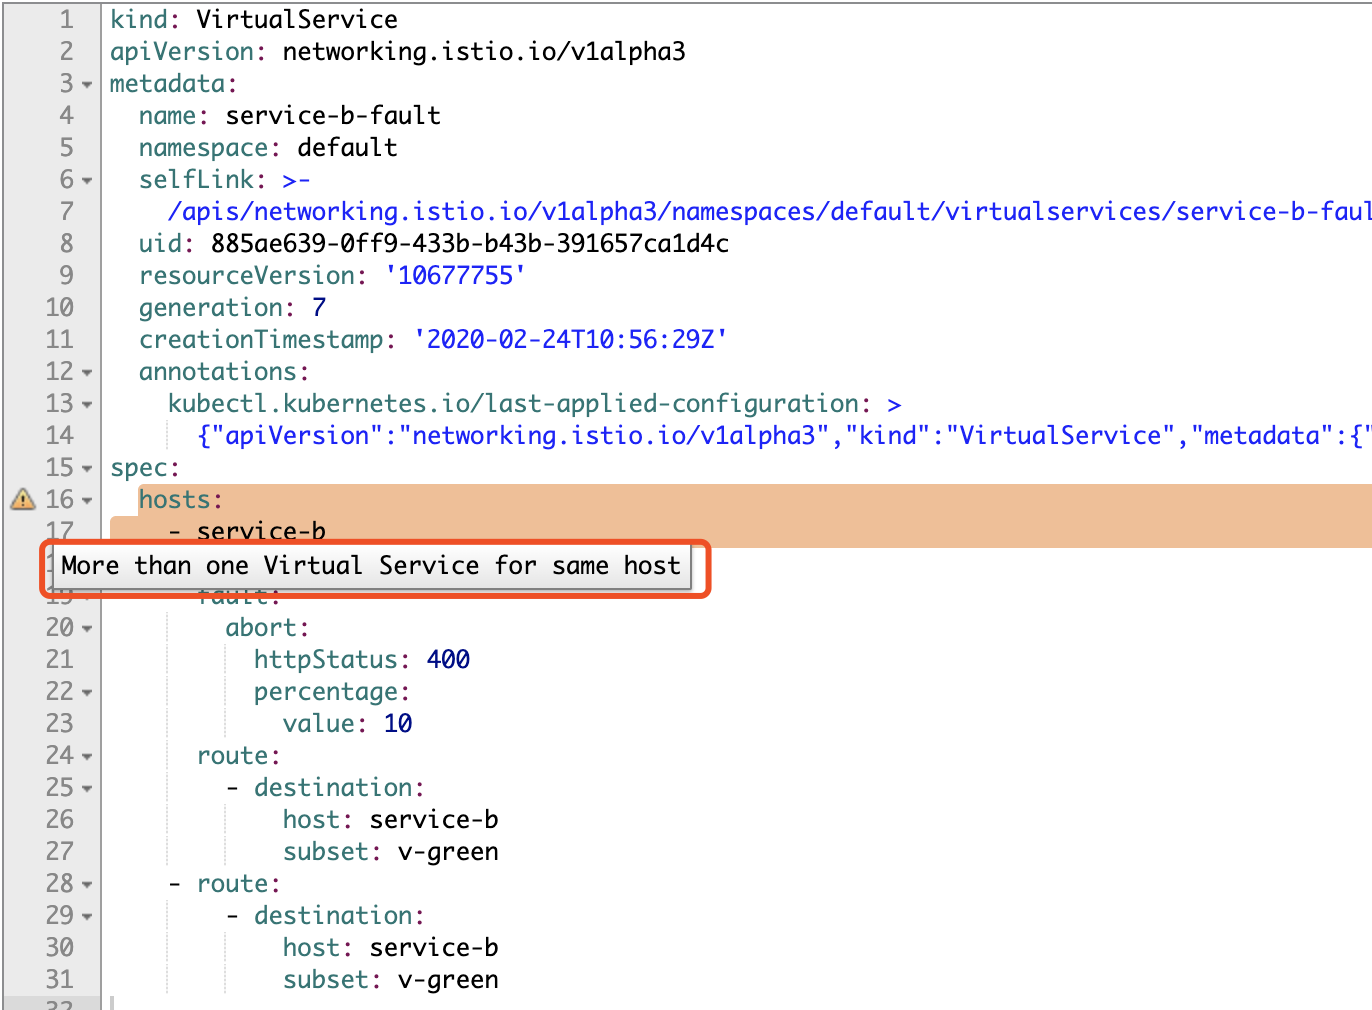 1 kind: VirtualService
2 apiVersion: networking.istio.io/v1alpha3
3 metadata:
4 name: service-b-fault
5 namespace: default
6 selfLink: >-
7 /apis/networking.istio.io/v1alpha3/namespaces/default/virtualservices/service-b-faul
8 uid: 885ae639-0ff9-433b-b43b-391657ca1d4c
9 resourceVersion: '10677755'
10 generation: 7
11 creationTimestamp: '2020-02-24T10:56:29Z'
12 annotations:
13 kubectl.kubernetes.io/last-applied-configuration: >
14 {"apiVersion":"networking.istio.io/v1alpha3","kind":"VirtualService","metadata":{"
15 spec:
16 hosts:
17 - service-b
More than one Virtual Service for same host
19 fault:
20 abort:
21 httpStatus: 400
22 percentage:
23 value: 10
24 route:
25 - destination:
26 host: service-b
27 subset: v-green
28 - route:
29 - destination:
30 host: service-b
31 subset: v-green
32